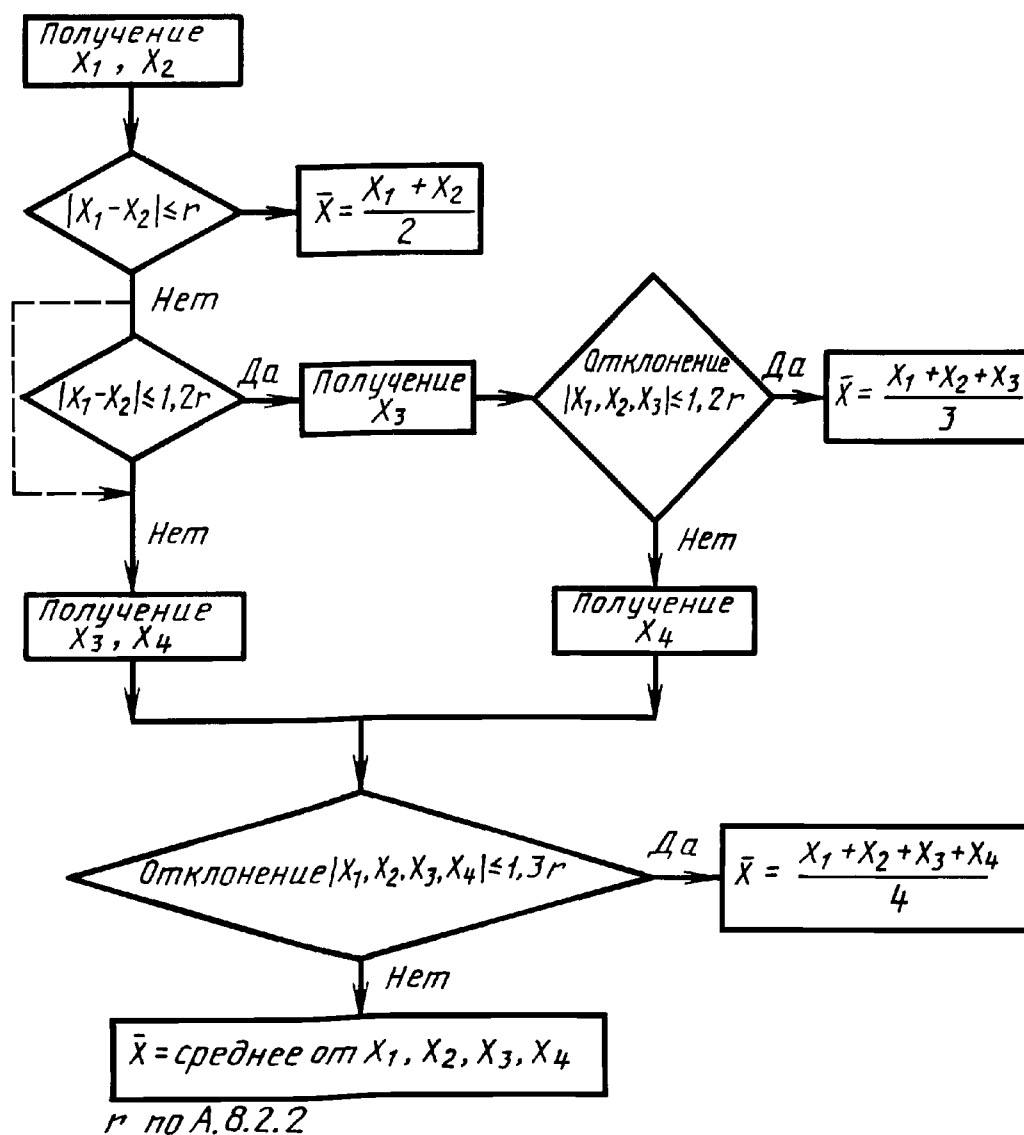 Получение
X₁ , X₂
|X₁-X₂|≤r
X̄ = (X₁ + X₂)/2
Нет
|X₁-X₂|≤1,2r
Да
Получение
X₃
Отклонение
|X₁,X₂,X₃|≤1,2r
Да
X̄ = (X₁+X₂+X₃)/3
Нет
Нет
Получение
X₃, X₄
Получение
X₄
Отклонение|X₁,X₂,X₃,X₄|≤1,3r
Да
X̄ = (X₁+X₂+X₃+X₄)/4
Нет
X̄ = среднее от X₁, X₂, X₃, X₄
r по А.8.2.2